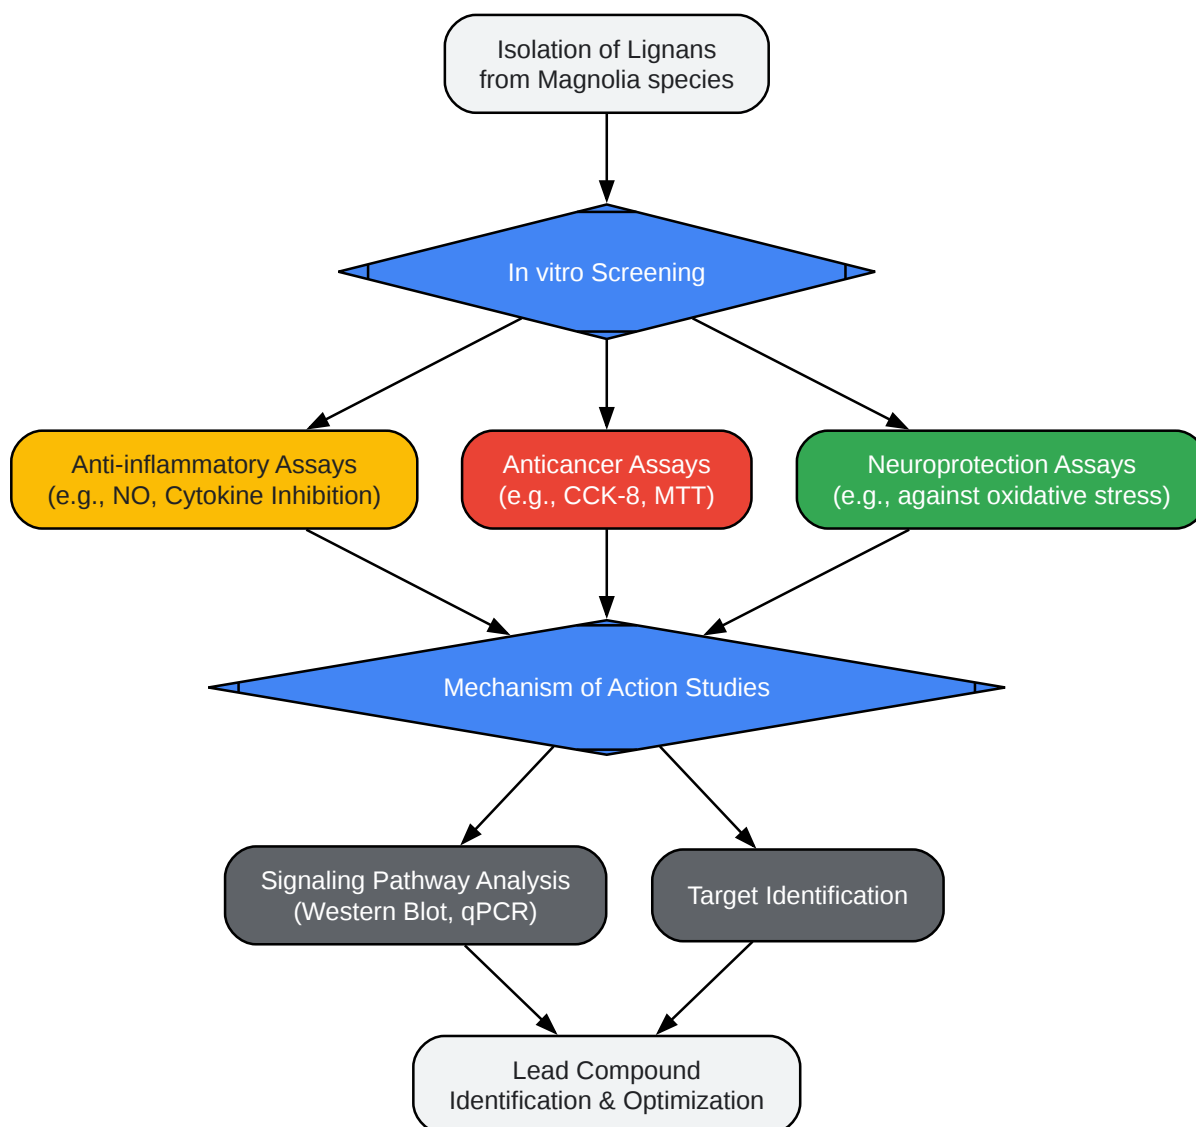 Isolation of Lignans
from Magnolia species
In vitro Screening
Anti-inflammatory Assays
(e.g., NO, Cytokine Inhibition)
Anticancer Assays
(e.g., CCK-8, MTT)
Neuroprotection Assays
(e.g., against oxidative stress)
Mechanism of Action Studies
Signaling Pathway Analysis
(Western Blot, qPCR)
Target Identification
Lead Compound
Identification & Optimization